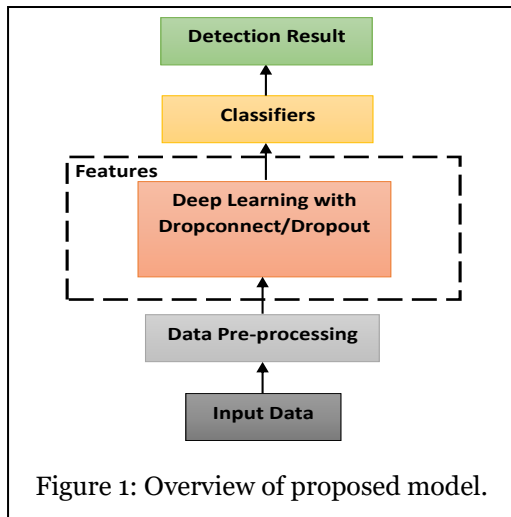 Detection Result
Classifiers
Features
Deep Learning with
Dropconnect/Dropout
Data Pre-processing
Input Data
Figure 1: Overview of proposed model.